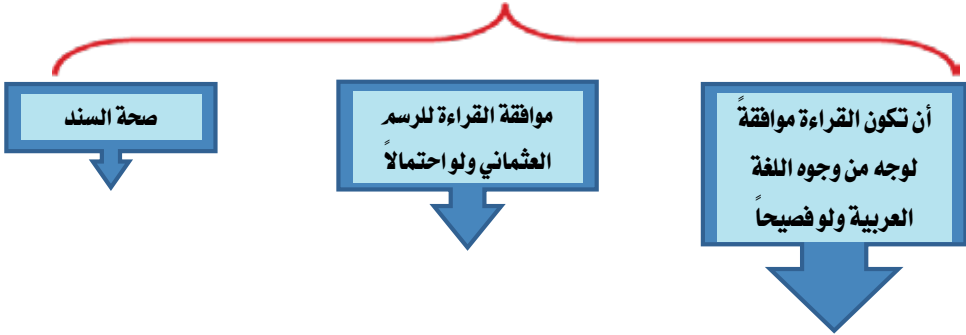 أن تكون القراءة موافقةً
لوجه من وجوه اللغة
العربية ولو فصيحاً
موافقة القراءة للرسم
العثماني ولو احتمالاً
صحة السند